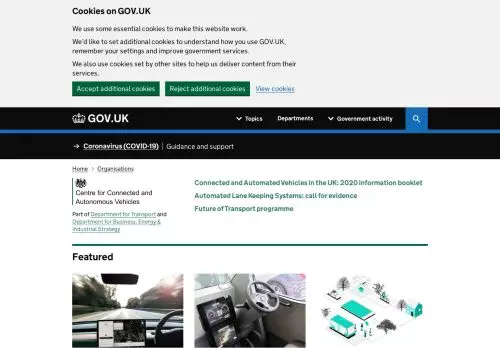 Cookies on GOV.UK
We use some essential cookies to make this website work.
We'd like to set additional cookies to understand how you use GOV.UK,
remember your settings and improve government services.
We also use cookies set by other sites to help us deliver content from their
services.
Accept additional cookies Reject additional cookies View cookies
GOV.UK Topics Departments Government activity
Coronavirus (COVID-19) Guidance and support
Home Organisations
Centre for Connected and
Autonomous Vehicles
Part of Department for Transport and
Department for Business, Energy &
Industrial Strategy
Connected and Automated Vehicles in the UK: 2020 information booklet
Automated Lane Keeping Systems: call for evidence
Future of Transport programme
Featured